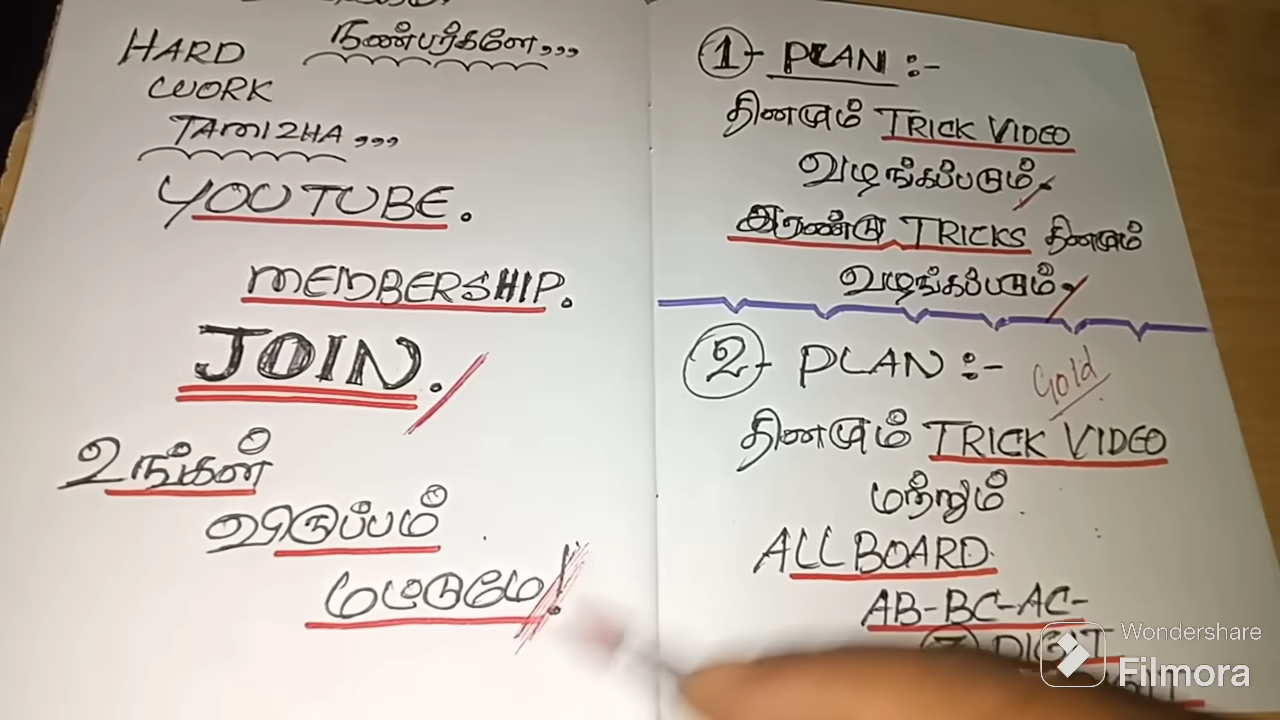 HARD நண்பர்களே,,,
WORK
TAMIZHA,,,
YOUTUBE.
MEMBERSHIP.
JOIN.
உங்கள்
விருப்பம்
மட்டுமே!
1- PLAN :-
தினமும் TRICK VIDEO
வழங்கப்படும்.
இரண்டு TRICKS தினமும்
வழங்கப்படும்.
2- PLAN :- Gold
தினமும் TRICK VIDEO
மற்றும்
ALL BOARD.
AB-BC-AC-
3 DIGIT
Wondershare
Filmora